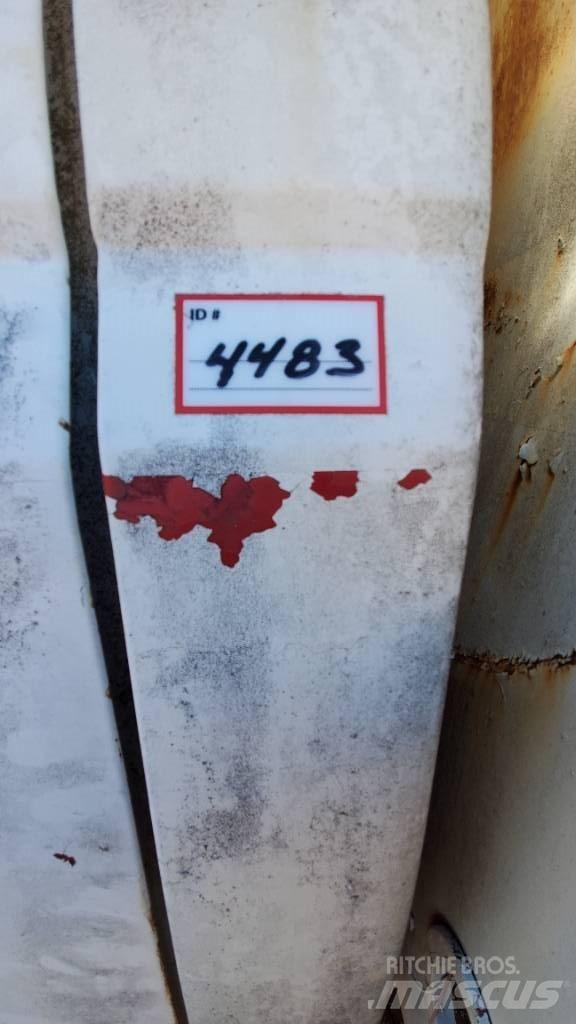 ID #
4483
RITCHIE BROS.
MASCUS